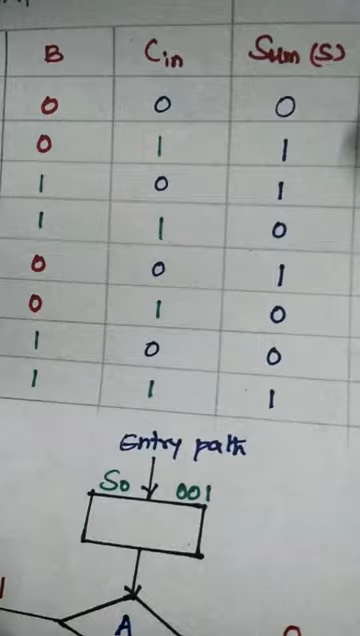 B Cin Sum (S)
0 0 0
0 1 1
1 0 1
1 1 0
0 0 1
0 1 0
1 0 0
1 1 1
Entry path
S0 001
A